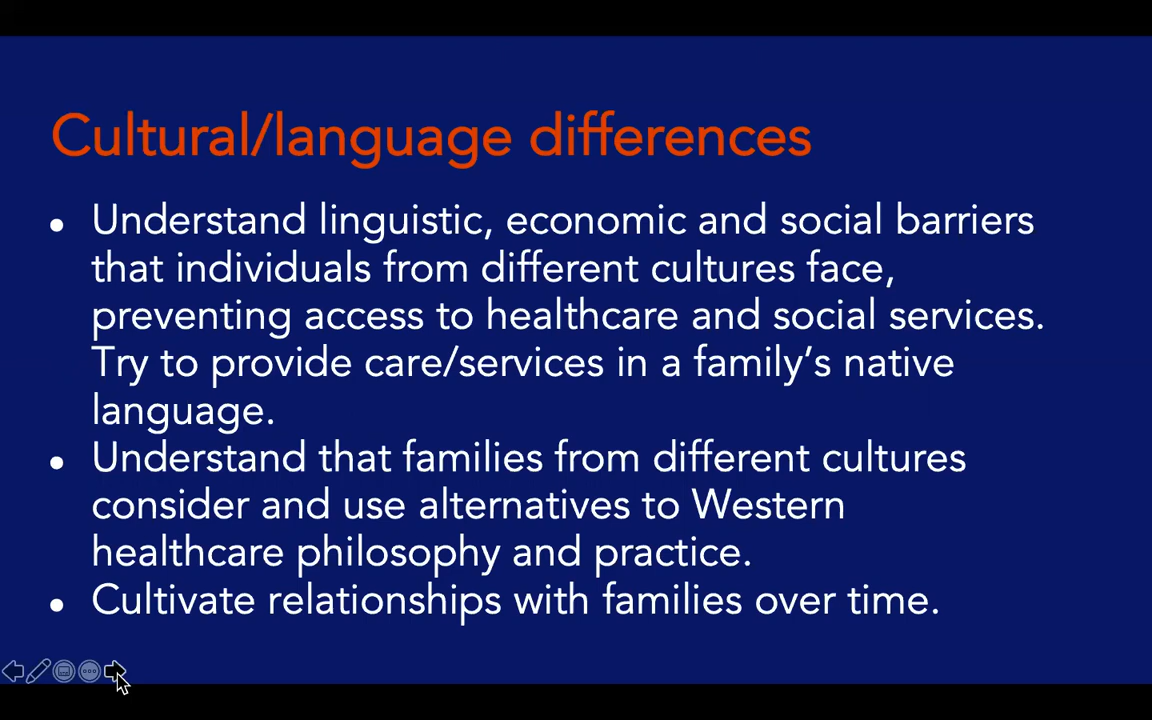 Cultural/language differences
• Understand linguistic, economic and social barriers
that individuals from different cultures face,
preventing access to healthcare and social services.
Try to provide care/services in a family’s native
language.
• Understand that families from different cultures
consider and use alternatives to Western
healthcare philosophy and practice.
• Cultivate relationships with families over time.